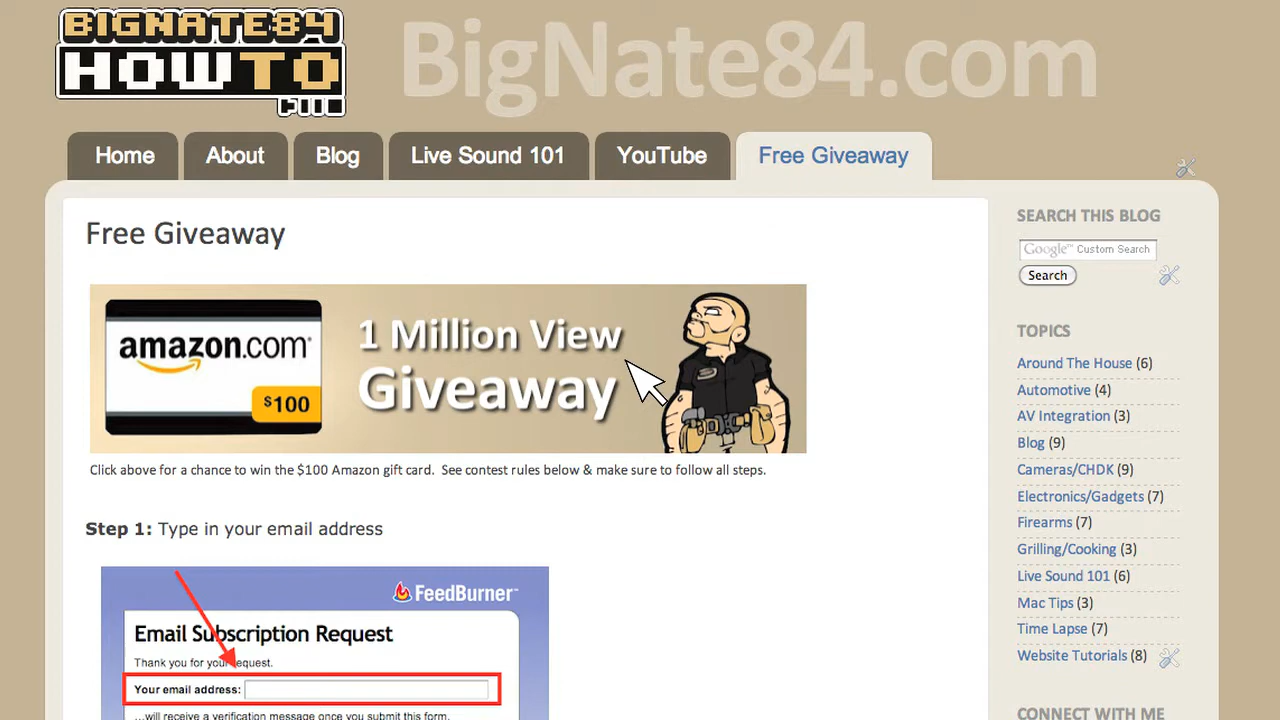 BIGNATE84
HOWTO
.COM
BigNate84.com
Home
About
Blog
Live Sound 101
YouTube
Free Giveaway
Free Giveaway
amazon.com
$100
1 Million View
Giveaway
Click above for a chance to win the $100 Amazon gift card. See contest rules below & make sure to follow all steps.
Step 1: Type in your email address
FeedBurner™
Email Subscription Request
Thank you for your request.
Your email address:
...will receive a verification message once you submit this form.
SEARCH THIS BLOG
Google™ Custom Search
Search
TOPICS
Around The House (6)
Automotive (4)
AV Integration (3)
Blog (9)
Cameras/CHDK (9)
Electronics/Gadgets (7)
Firearms (7)
Grilling/Cooking (3)
Live Sound 101 (6)
Mac Tips (3)
Time Lapse (7)
Website Tutorials (8)
CONNECT WITH ME